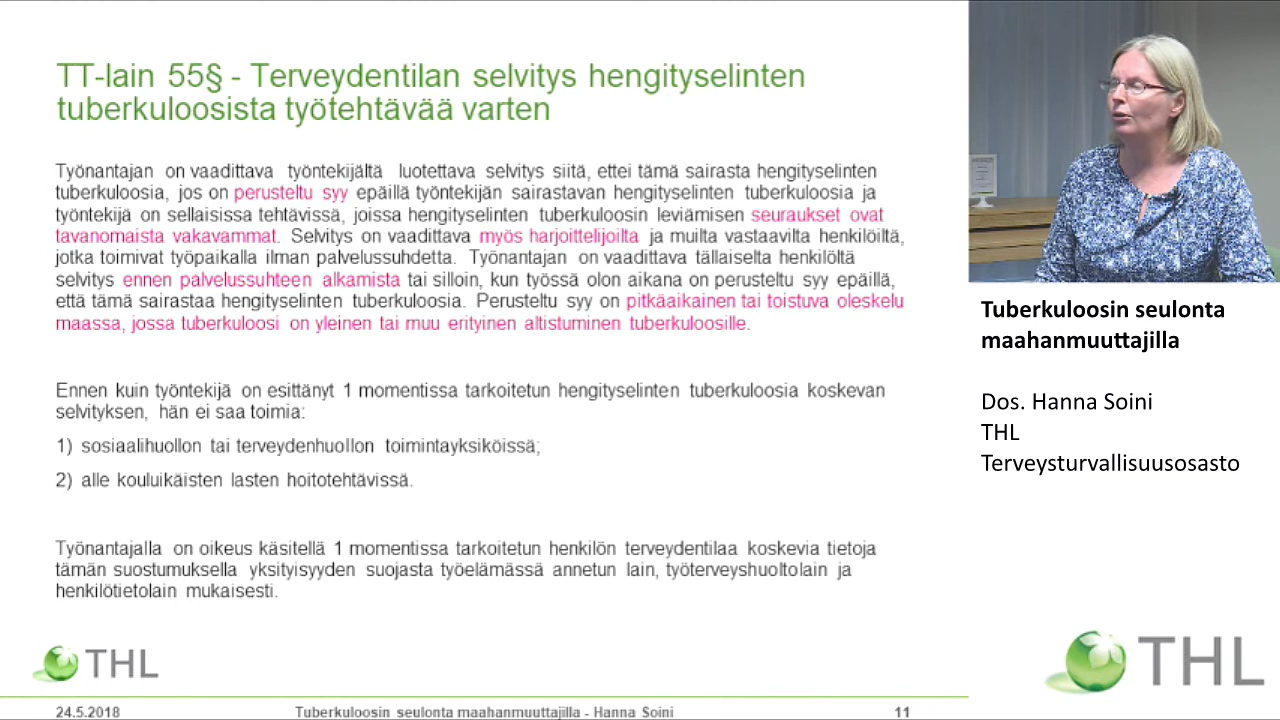 TT-lain 55§ - Terveydentilan selvitys hengityselinten
tuberkuloosista työtehtävää varten
Työnantajan on vaadittava työntekijältä luotettava selvitys siitä, ettei tämä sairasta hengityselinten
tuberkuloosia, jos on perusteltu syy epäillä työntekijän sairastavan hengityselinten tuberkuloosia ja
työntekijä on sellaisissa tehtävissä, joissa hengityselinten tuberkuloosin leviämisen seuraukset ovat
tavanomaista vakavammat. Selvitys on vaadittava myös harjoittelijoilta ja muilta vastaavilta henkilöiltä,
jotka toimivat työpaikalla ilman palvelussuhdetta. Työnantajan on vaadittava tällaiselta henkilöltä
selvitys ennen palvelussuhteen alkamista tai silloin, kun työssä olon aikana on perusteltu syy epäillä,
että tämä sairastaa hengityselinten tuberkuloosia. Perusteltu syy on pitkäaikainen tai toistuva oleskelu
maassa, jossa tuberkuloosi on yleinen tai muu erityinen altistuminen tuberkuloosille.
Ennen kuin työntekijä on esittänyt 1 momentissa tarkoitetun hengityselinten tuberkuloosia koskevan
selvityksen, hän ei saa toimia:
1) sosiaalihuollon tai terveydenhuollon toimintayksiköissä;
2) alle kouluikäisten lasten hoitotehtävissä.
Työnantajalla on oikeus käsitellä 1 momentissa tarkoitetun henkilön terveydentilaa koskevia tietoja
tämän suostumuksella yksityisyyden suojasta työelämässä annetun lain, työterveyshuoltolain ja
henkilötietolain mukaisesti.
THL
24.5.2018
Tuberkuloosin seulonta maahanmuuttajilla - Hanna Soini
11
Tuberkuloosin seulonta
maahanmuuttajilla
Dos. Hanna Soini
THL
Terveysturvallisuusosasto
THL